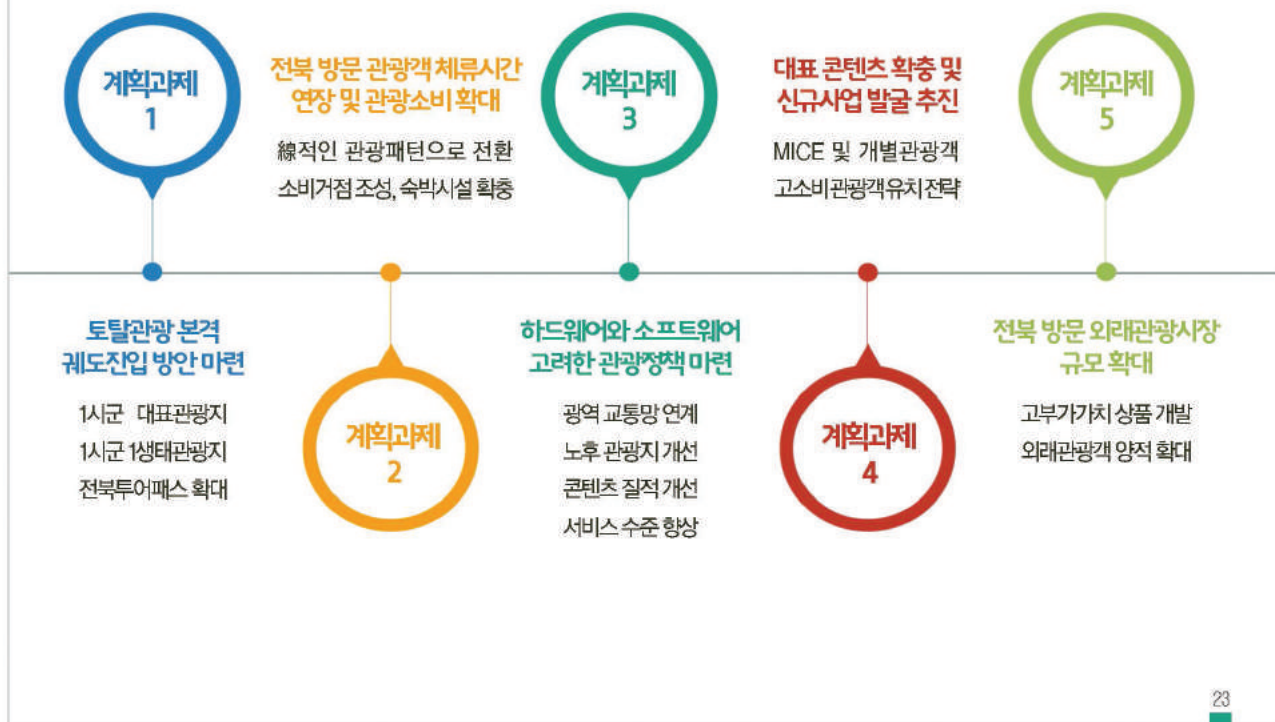 계획과제
1
토탈관광 본격
궤도진입 방안 마련
1시군 대표관광지
1시군 1생태관광지
전북투어패스 확대
전북 방문 관광객 체류시간
연장 및 관광소비 확대
線적인 관광패턴으로 전환
소비거점 조성, 숙박시설 확충
계획과제
2
계획과제
3
하드웨어와 소프트웨어
고려한 관광정책 마련
광역 교통망 연계
노후 관광지 개선
콘텐츠 질적 개선
서비스 수준 향상
대표 콘텐츠 확충 및
신규사업 발굴 추진
MICE 및 개별관광객
고소비관광객유치전략
계획과제
4
계획과제
5
전북 방문 외래관광시장
규모 확대
고부가가치 상품 개발
외래관광객 양적 확대
23